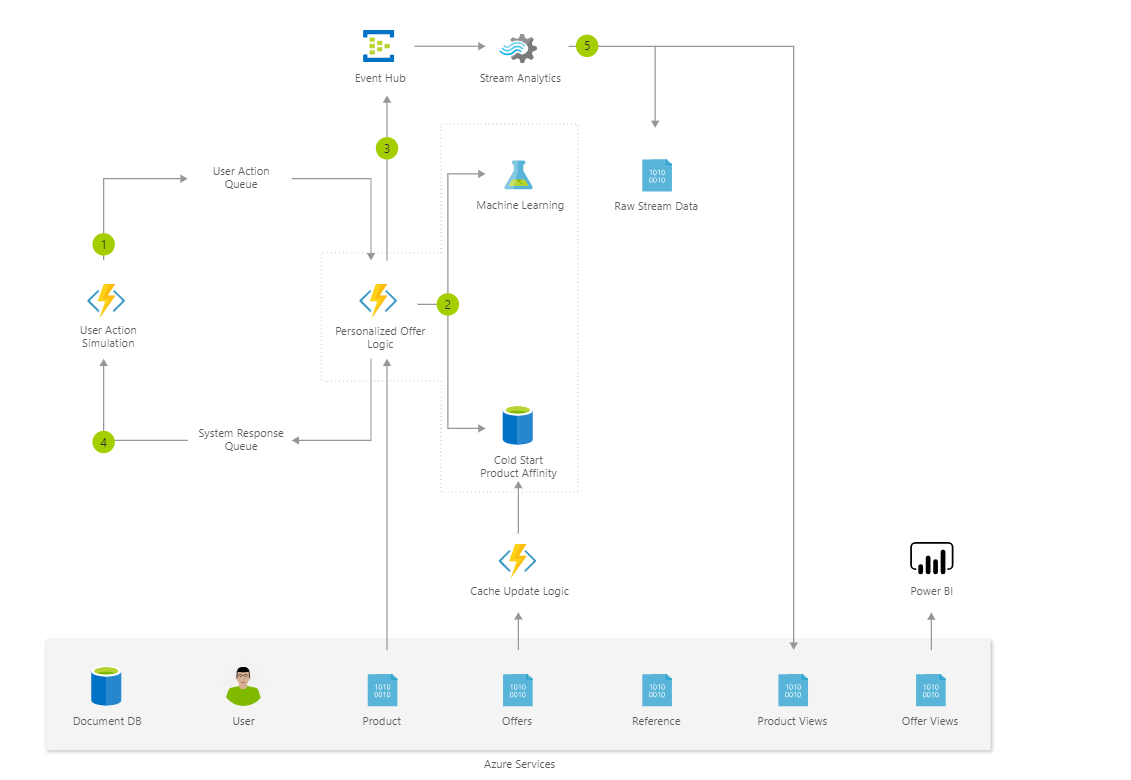 5
Event Hub
Stream Analytics
3
1010
0010
User Action
Queue
Machine Learning
Raw Stream Data
1
2
User Action
Simulation
Personalized Offer
Logic
4
System Response
Queue
Cold Start
Product Affinity
Cache Update Logic
Power BI
1010
0010
1010
0010
1010
0010
1010
0010
1010
0010
Document DB
User
Product
Offers
Reference
Product Views
Offer Views
Azure Services